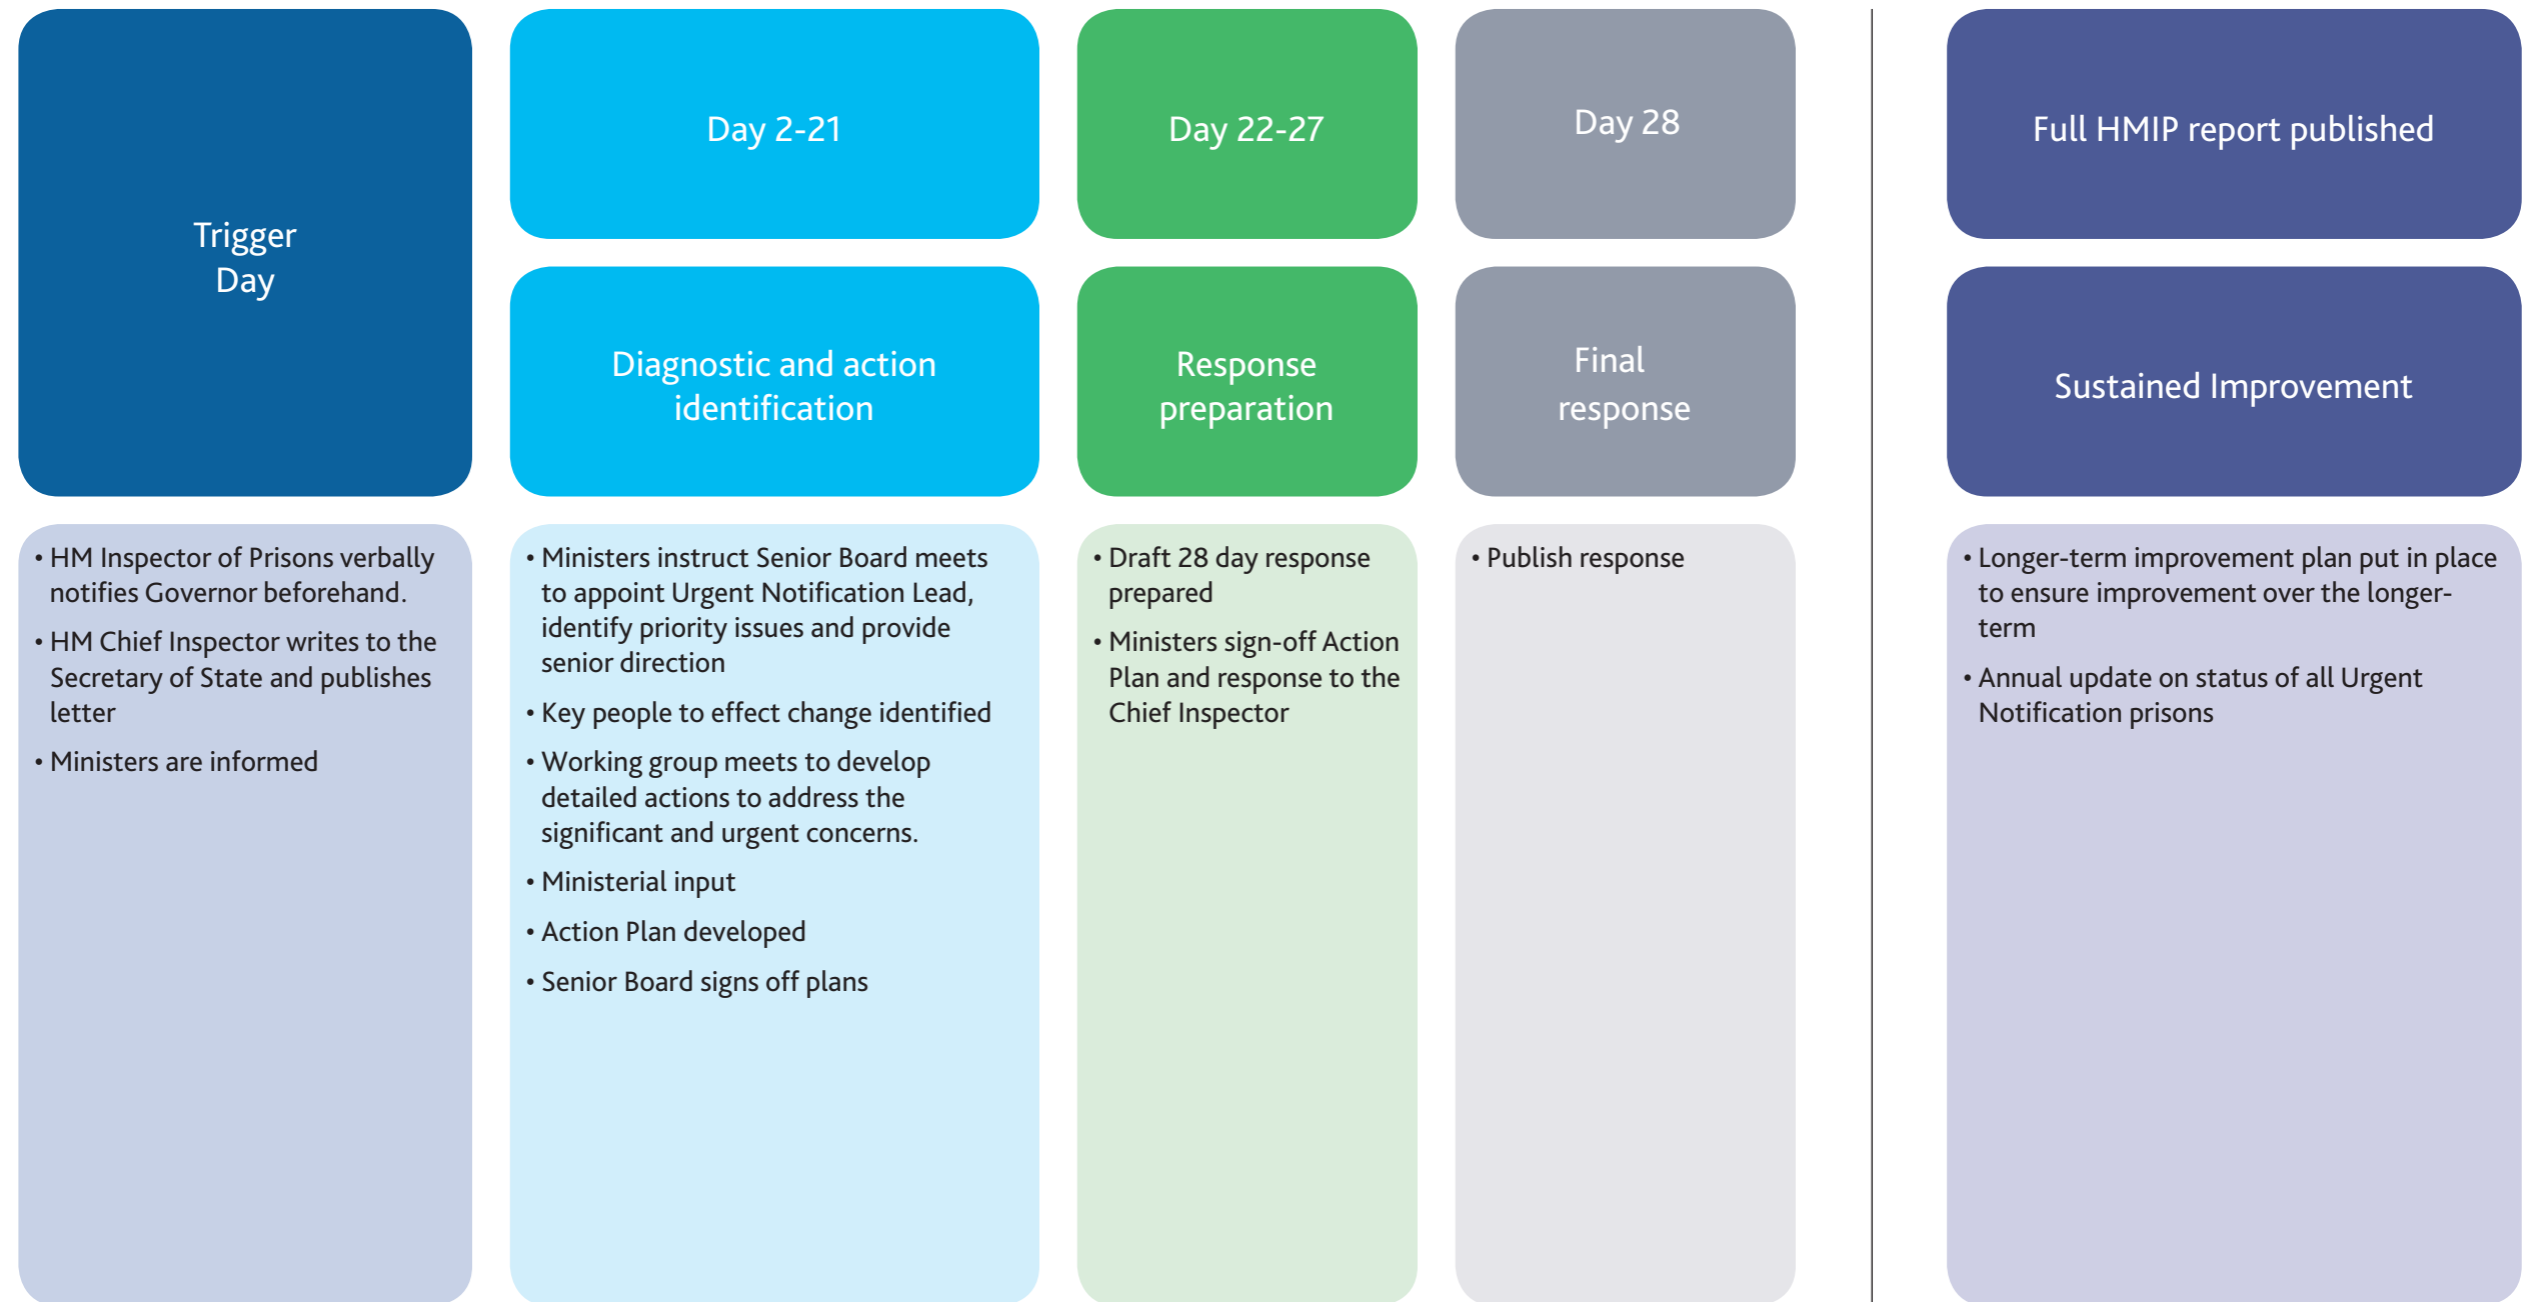 Trigger
Day
• HM Inspector of Prisons verbally
notifies Governor beforehand.
• HM Chief Inspector writes to the
Secretary of State and publishes
letter
• Ministers are informed
Day 2-21
Diagnostic and action
identification
• Ministers instruct Senior Board meets
to appoint Urgent Notification Lead,
identify priority issues and provide
senior direction
• Key people to effect change identified
• Working group meets to develop
detailed actions to address the
significant and urgent concerns.
• Ministerial input
• Action Plan developed
• Senior Board signs off plans
Day 22-27
Response
preparation
• Draft 28 day response
prepared
• Ministers sign-off Action
Plan and response to the
Chief Inspector
Day 28
Final
response
• Publish response
Full HMIP report published
Sustained Improvement
• Longer-term improvement plan put in place
to ensure improvement over the longer-
term
• Annual update on status of all Urgent
Notification prisons